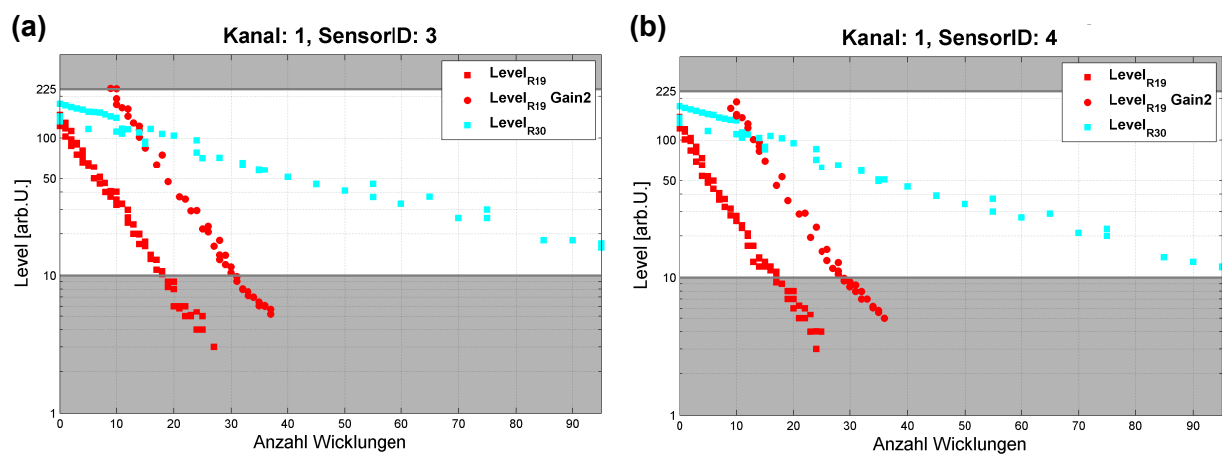 (a)
Kanal: 1, SensorID: 3
Level [arb.U.]
225
100
50
10
1
Level_R19
Level_R19 Gain2
Level_R30
0 10 20 30 40 50 60 70 80 90
Anzahl Wicklungen
(b)
Kanal: 1, SensorID: 4
Level [arb.U.]
225
100
50
10
1
Level_R19
Level_R19 Gain2
Level_R30
0 10 20 30 40 50 60 70 80 90
Anzahl Wicklungen